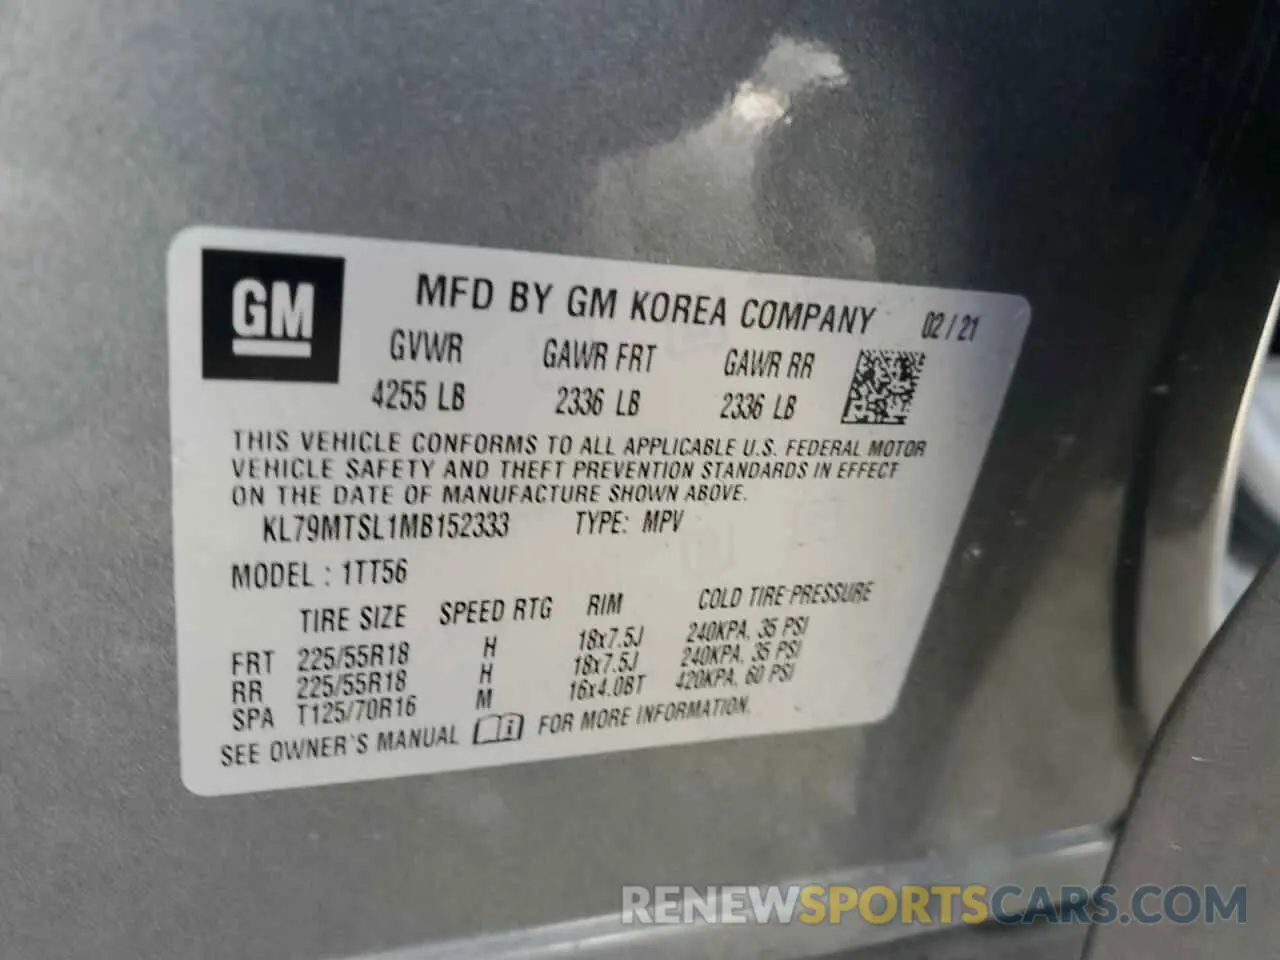 GM
MFD BY GM KOREA COMPANY 02/21
GVWR GAWR FRT GAWR RR
4255 LB 2336 LB 2336 LB
THIS VEHICLE CONFORMS TO ALL APPLICABLE U.S. FEDERAL MOTOR
VEHICLE SAFETY AND THEFT PREVENTION STANDARDS IN EFFECT
ON THE DATE OF MANUFACTURE SHOWN ABOVE.
KL79MTSL1MB152333 TYPE: MPV
MODEL : 1TT56
TIRE SIZE SPEED RTG RIM COLD TIRE PRESSURE
FRT 225/55R18 H 18x7.5J 240KPA, 35 PSI
RR 225/55R18 H 18x7.5J 240KPA, 35 PSI
SPA T125/70R16 M 16x4.0BT 420KPA, 60 PSI
SEE OWNER'S MANUAL FOR MORE INFORMATION.
RENEWSPORTSCARS.COM